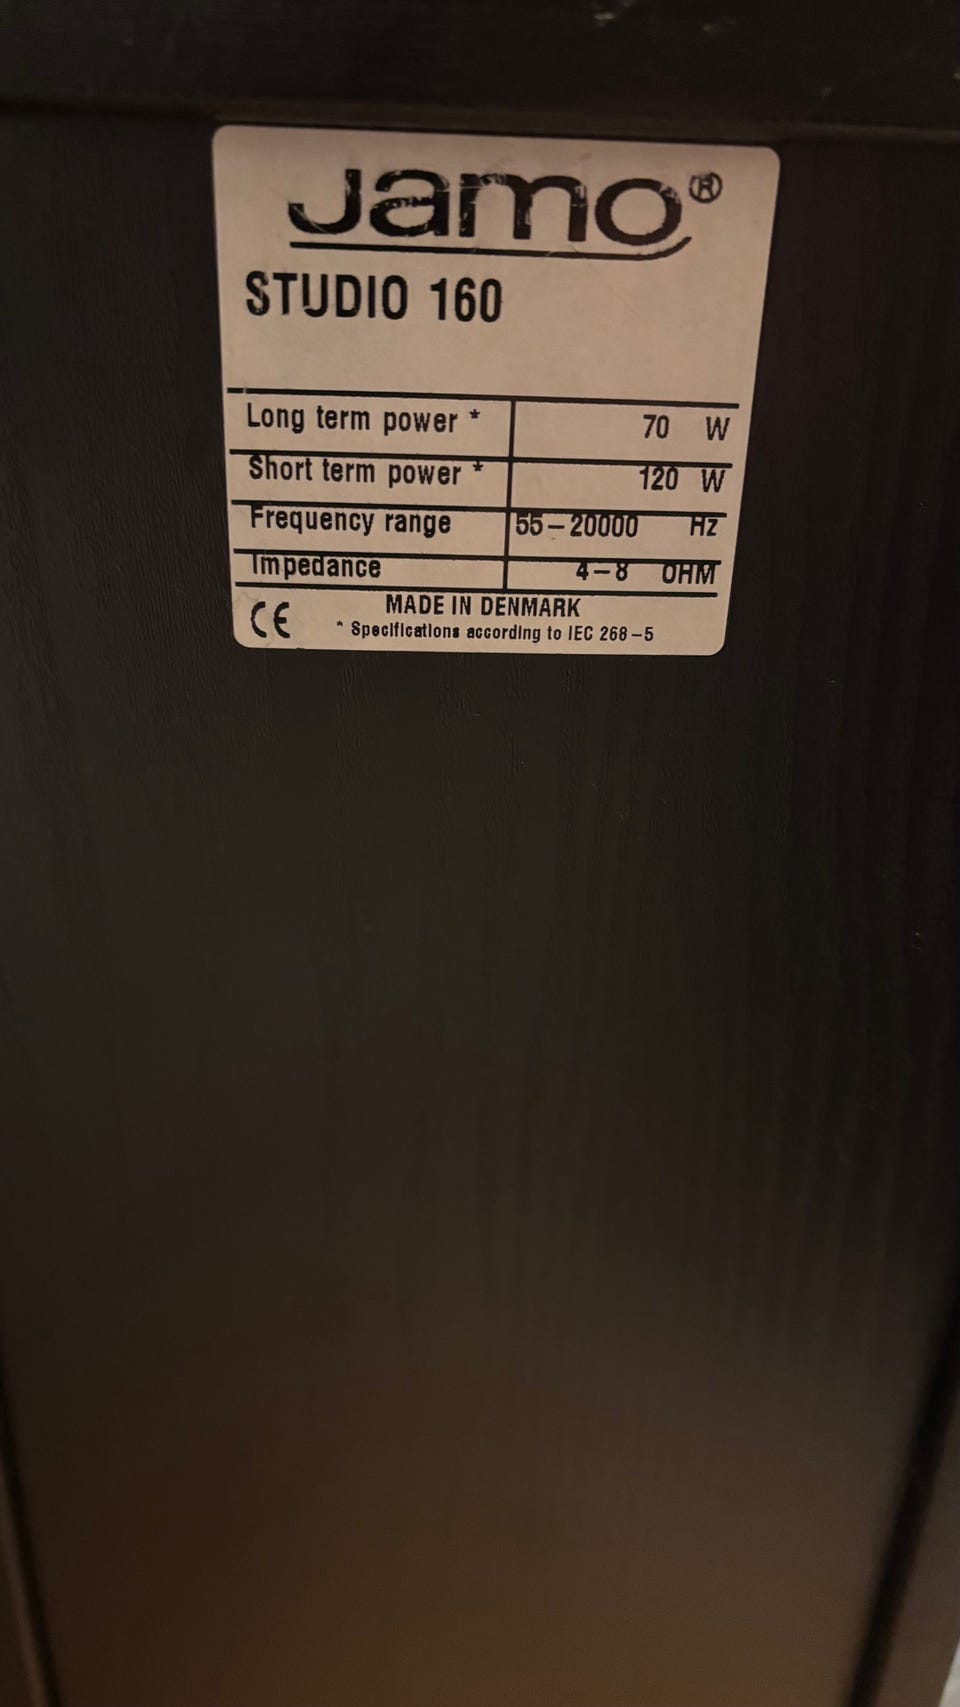 Jamo®
STUDIO 160
Long term power * 70 W
Short term power * 120 W
Frequency range 55-20000 Hz
Impedance 4-8 OHM
CE MADE IN DENMARK
* Specifications according to IEC 268-5